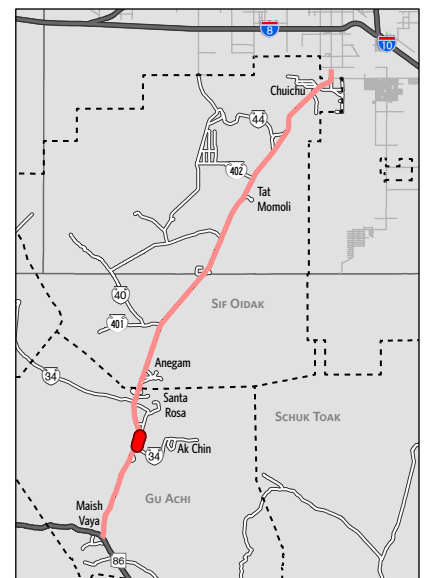 8
10
Chuichu
44
402
Tat
Momoli
40
SIF OIDAK
401
Anegam
34
Santa
Rosa
SCHUK TOAK
Ak Chin
34
GU ACHI
Maish
Vaya
86